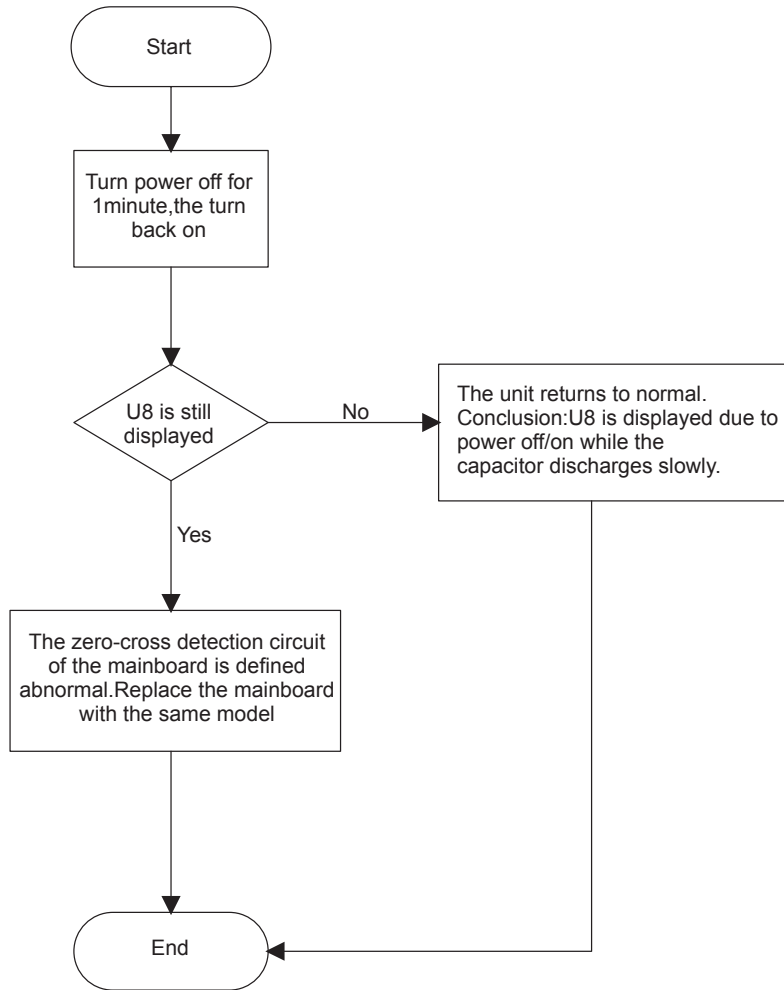 Start
Turn power off for
1minute,the turn
back on
U8 is still
displayed
No
The unit returns to normal.
Conclusion:U8 is displayed due to
power off/on while the
capacitor discharges slowly.
Yes
The zero-cross detection circuit
of the mainboard is defined
abnormal.Replace the mainboard
with the same model
End